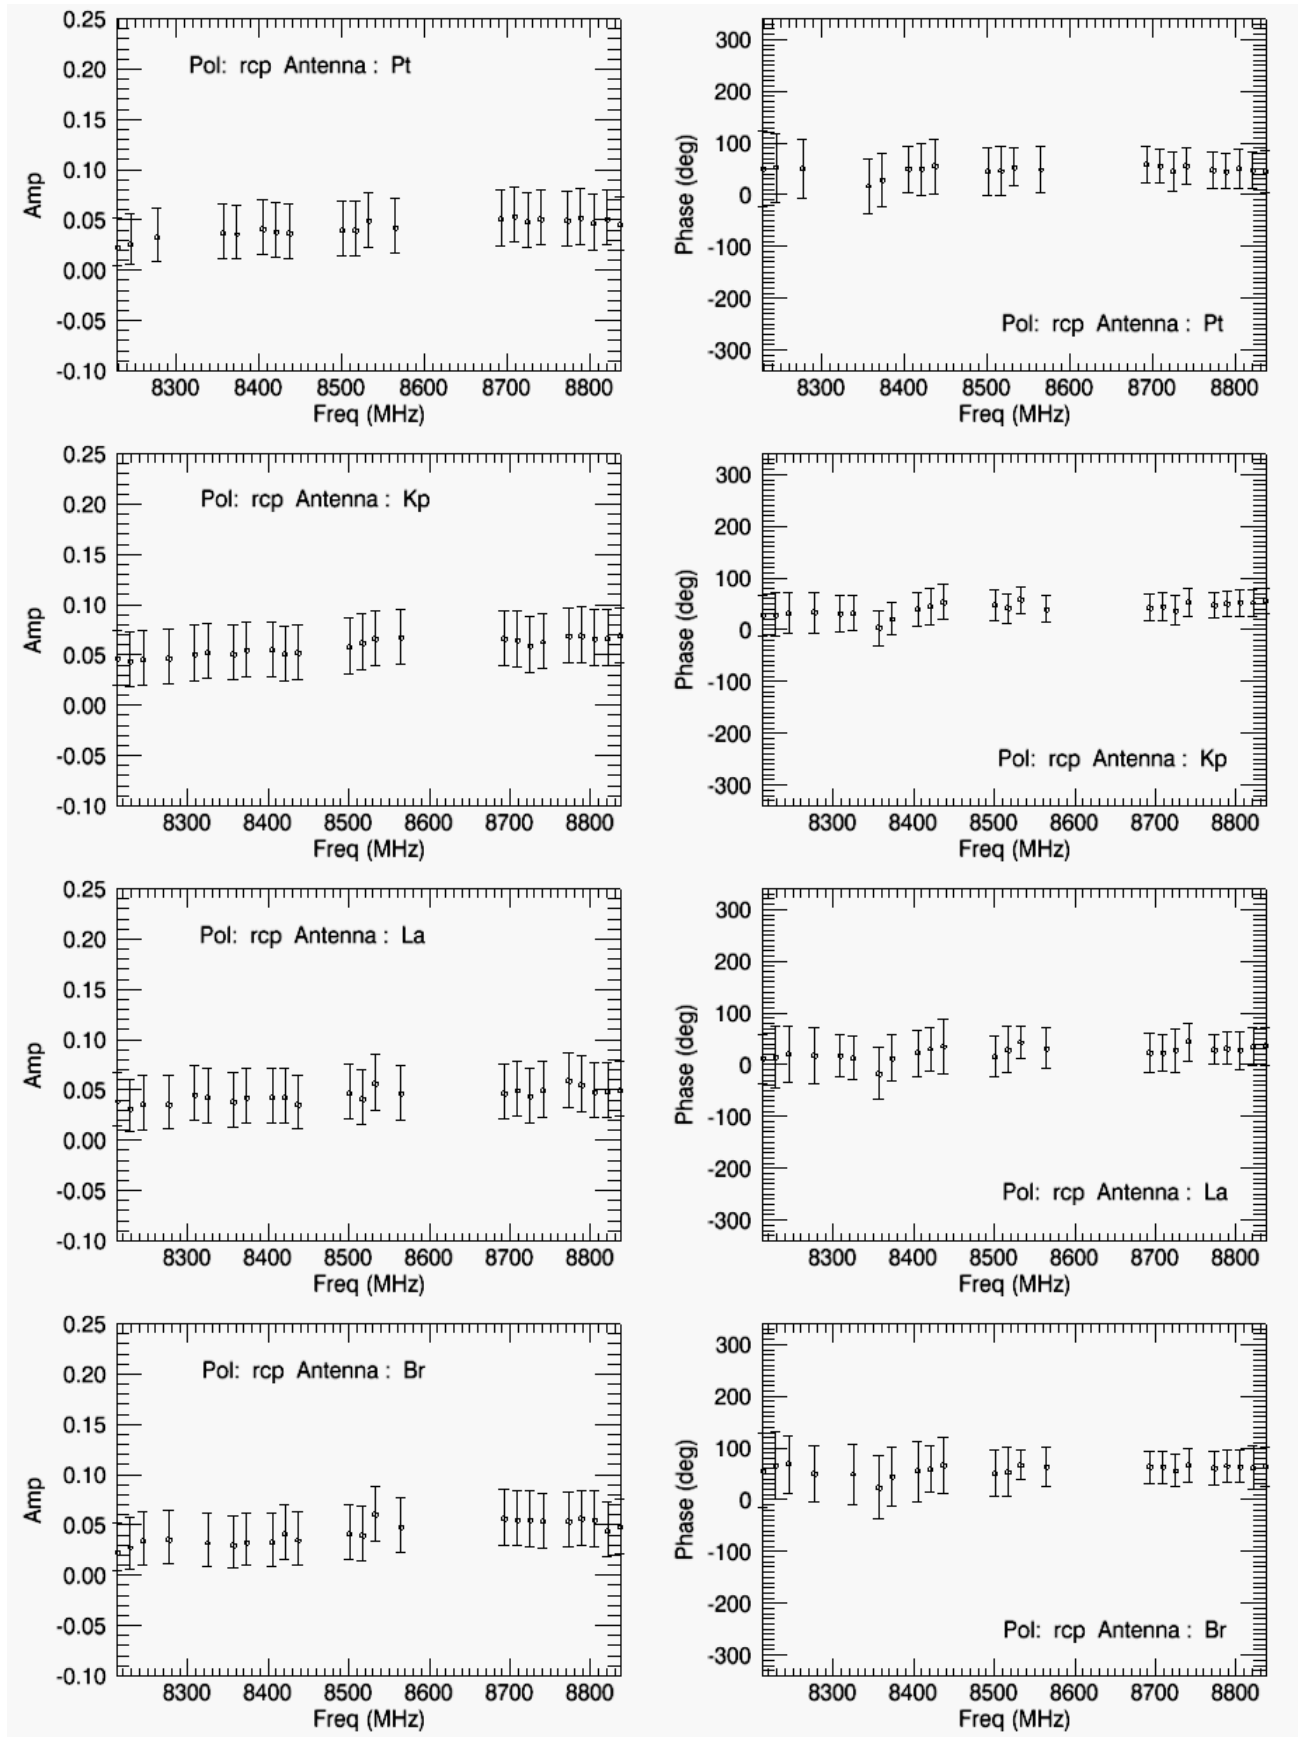 0.25
0.20
0.15
0.10
0.05
0.00
-0.05
-0.10
Amp
Pol: rcp Antenna : Pt
8300 8400 8500 8600 8700 8800
Freq (MHz)
300
200
100
0
-100
-200
-300
Phase (deg)
Pol: rcp Antenna : Pt
8300 8400 8500 8600 8700 8800
Freq (MHz)
0.25
0.20
0.15
0.10
0.05
0.00
-0.05
-0.10
Amp
Pol: rcp Antenna : Kp
8300 8400 8500 8600 8700 8800
Freq (MHz)
300
200
100
0
-100
-200
-300
Phase (deg)
Pol: rcp Antenna : Kp
8300 8400 8500 8600 8700 8800
Freq (MHz)
0.25
0.20
0.15
0.10
0.05
0.00
-0.05
-0.10
Amp
Pol: rcp Antenna : La
8300 8400 8500 8600 8700 8800
Freq (MHz)
300
200
100
0
-100
-200
-300
Phase (deg)
Pol: rcp Antenna : La
8300 8400 8500 8600 8700 8800
Freq (MHz)
0.25
0.20
0.15
0.10
0.05
0.00
-0.05
-0.10
Amp
Pol: rcp Antenna : Br
8300 8400 8500 8600 8700 8800
Freq (MHz)
300
200
100
0
-100
-200
-300
Phase (deg)
Pol: rcp Antenna : Br
8300 8400 8500 8600 8700 8800
Freq (MHz)